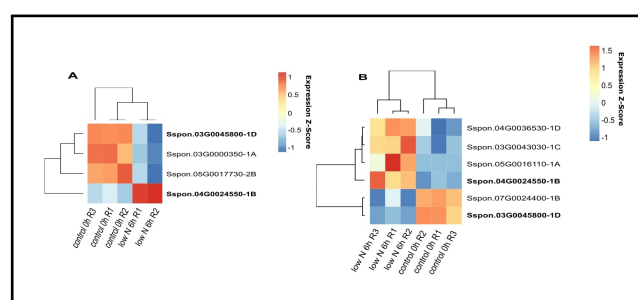 A
1
0.5
0
-0.5
-1
Expression Z-Score
Sspon.03G0045800-1D
Sspon.03G0000350-1A
Sspon.05G0017730-2B
Sspon.04G0024550-1B
control 0h R3
control 0h R1
control 0h R2
low N 6h R1
low N 6h R2
B
1.5
1
0.5
0
-0.5
-1
Expression Z-Score
Sspon.04G0036530-1D
Sspon.03G0043030-1C
Sspon.05G0016110-1A
Sspon.04G0024550-1B
Sspon.07G0024400-1B
Sspon.03G0045800-1D
low N 6h R3
low N 6h R1
low N 6h R2
control 0h R2
control 0h R1
control 0h R3